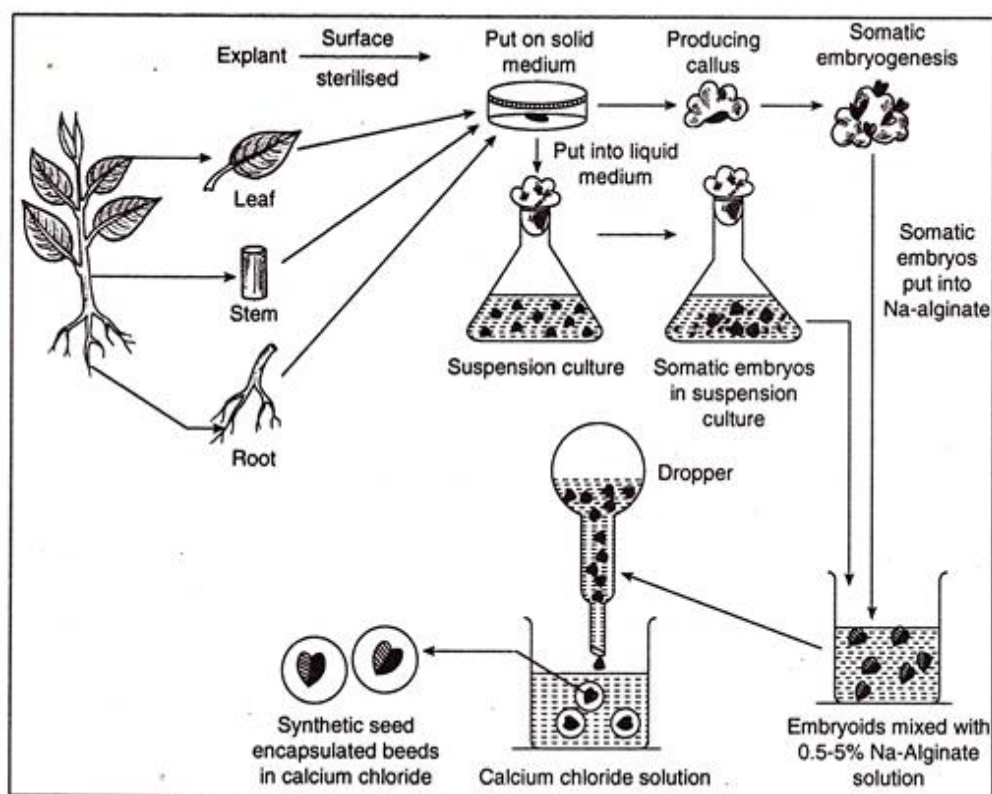 Explant
Surface
sterilised
Put on solid
medium
Producing
callus
Somatic
embryogenesis
Leaf
Put into liquid
medium
Stem
Somatic
embryos
put into
Na-alginate
Suspension culture
Somatic embryos
in suspension
culture
Root
Dropper
Synthetic seed
encapsulated beeds
in calcium chloride
Calcium chloride solution
Embryoids mixed with
0.5-5% Na-Alginate
solution